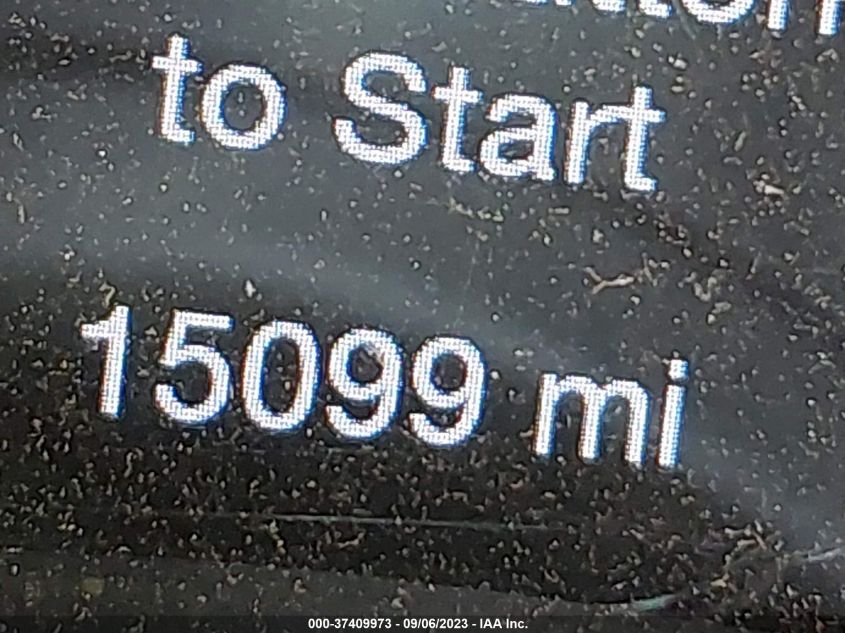 to Start
15099 mi
000-37409973 - 09/06/2023 - IAA Inc.